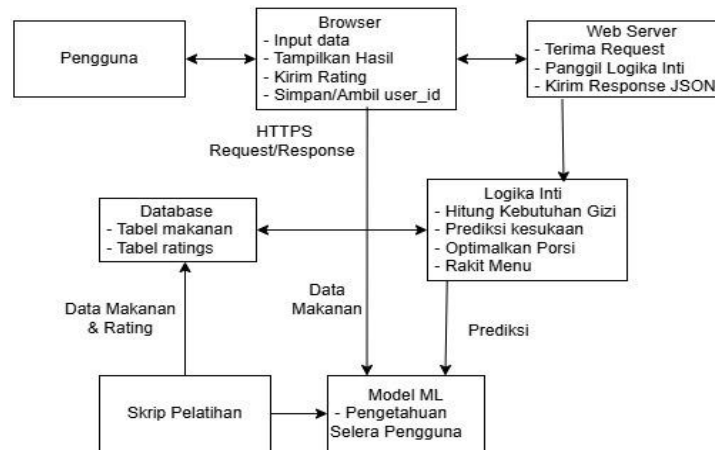 Pengguna
Browser
- Input data
- Tampilkan Hasil
- Kirim Rating
- Simpan/Ambil user_id
Web Server
- Terima Request
- Panggil Logika Inti
- Kirim Response JSON
HTTPS
Request/Response
Database
- Tabel makanan
- Tabel ratings
Logika Inti
- Hitung Kebutuhan Gizi
- Prediksi kesukaan
- Optimalkan Porsi
- Rakit Menu
Data Makanan
& Rating
Data
Makanan
Prediksi
Skrip Pelatihan
Model ML
- Pengetahuan
Selera Pengguna